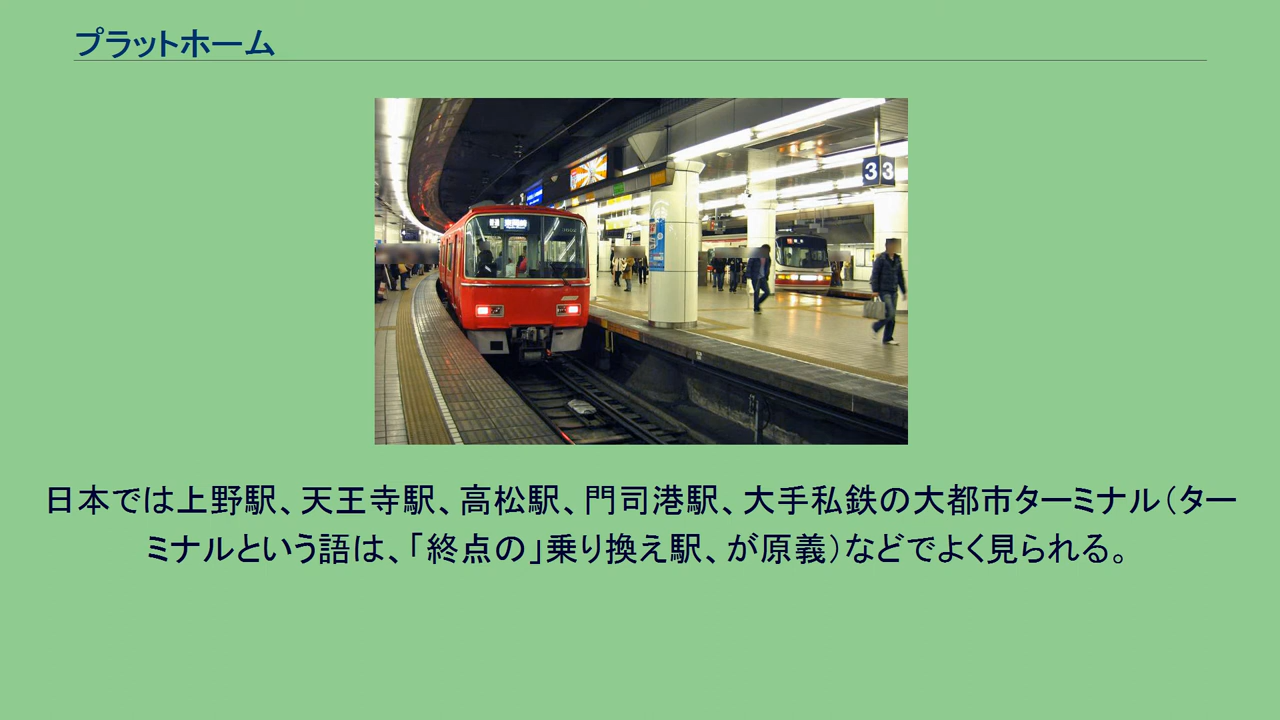 プラットホーム
3 3
日本では上野駅、天王寺駅、高松駅、門司港駅、大手私鉄の大都市ターミナル（ター
ミナルという語は、「終点の」乗り換え駅、が原義）などでよく見られる。